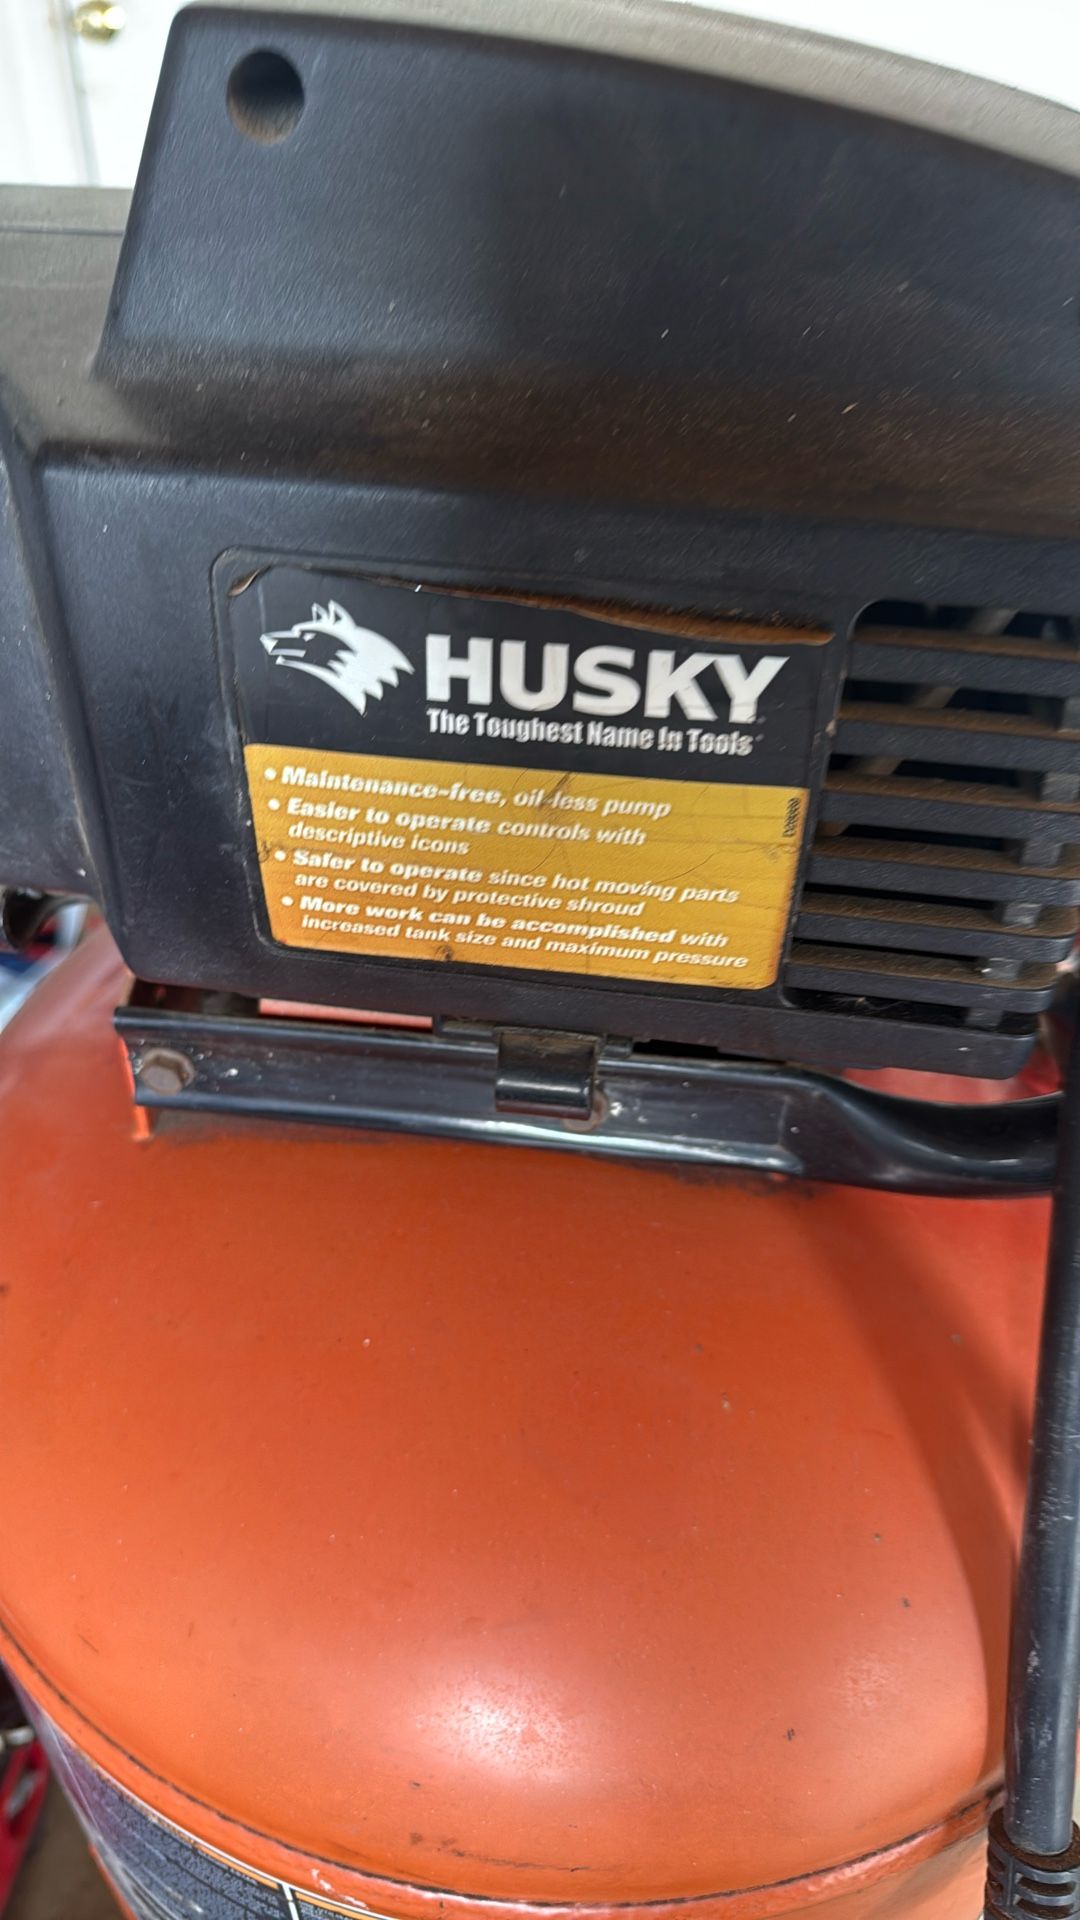 HUSKY
The Toughest Name In Tools
• Maintenance-free, oil-less pump
• Easier to operate controls with
descriptive icons
• Safer to operate since hot moving parts
are covered by protective shroud
• More work can be accomplished with
increased tank size and maximum pressure